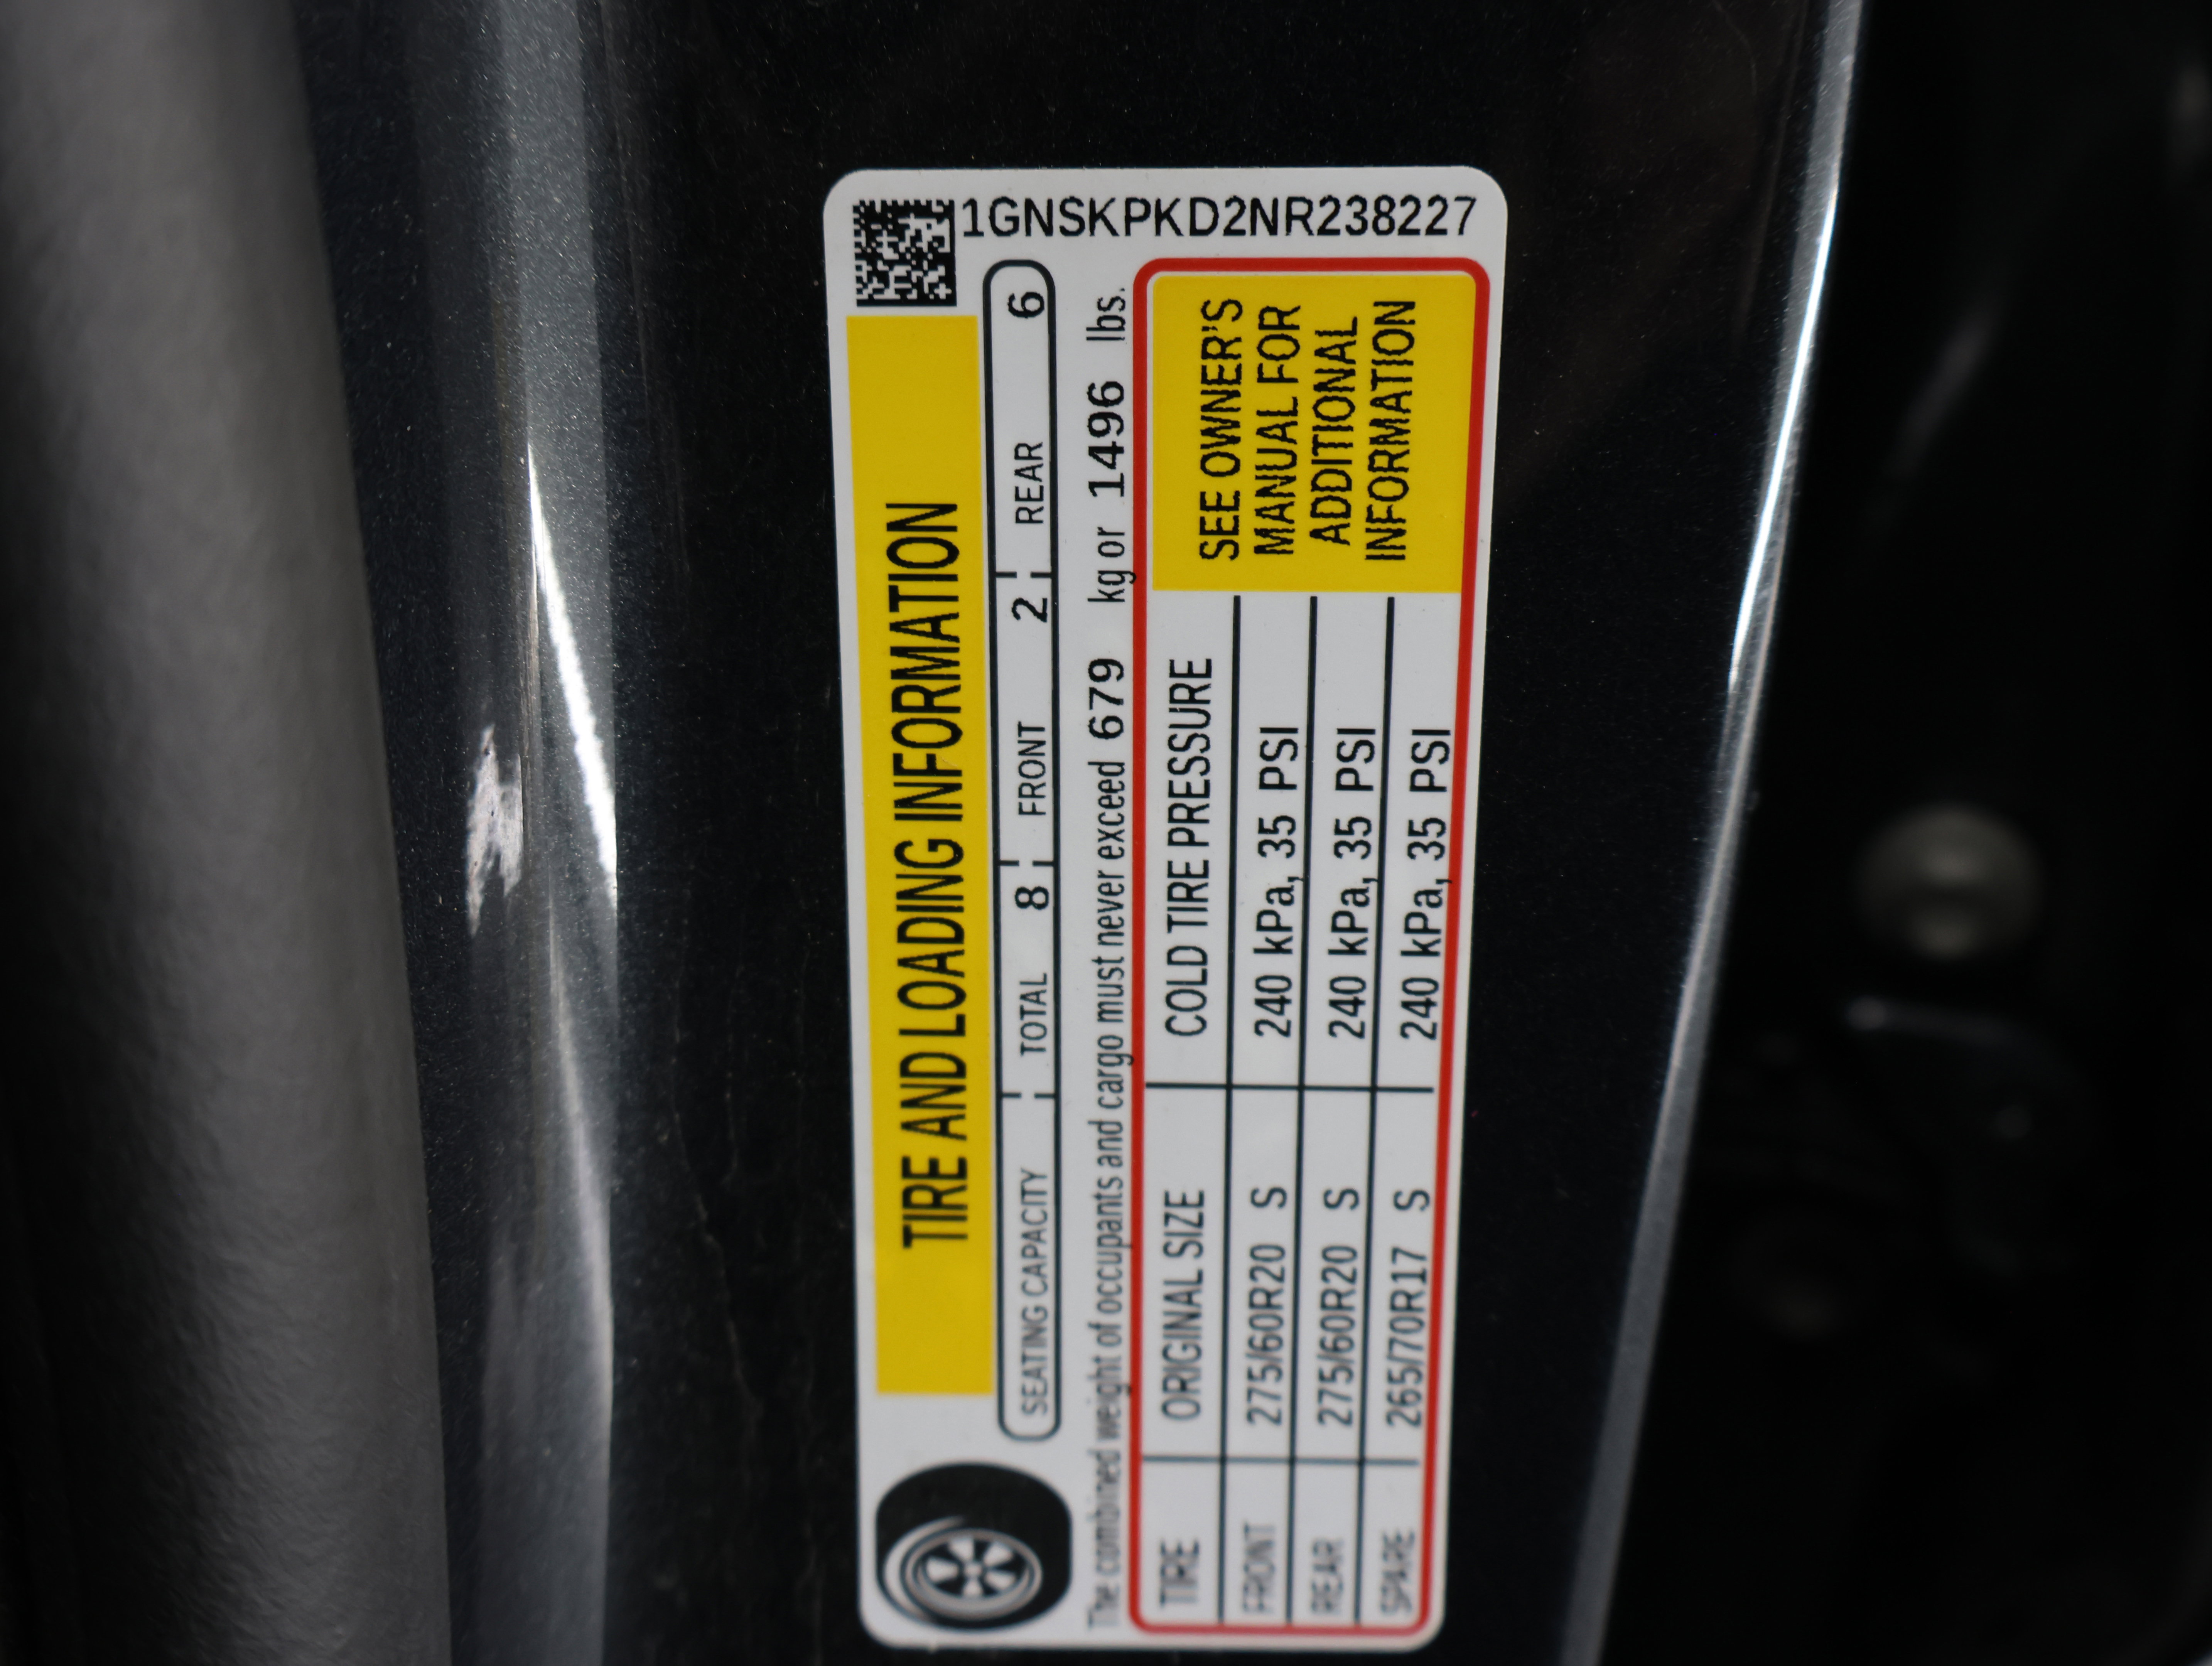 1GNSKPKD2NR238227
TIRE AND LOADING INFORMATION
SEATING CAPACITY TOTAL 8 FRONT 2 REAR 6
The combined weight of occupants and cargo must never exceed 679 kg or 1496 lbs.
TIRE ORIGINAL SIZE COLD TIRE PRESSURE
FRONT 275/60R20 S 240 kPa, 35 PSI
REAR 275/60R20 S 240 kPa, 35 PSI
SPARE 265/70R17 S 240 kPa, 35 PSI
SEE OWNER'S
MANUAL FOR
ADDITIONAL
INFORMATION